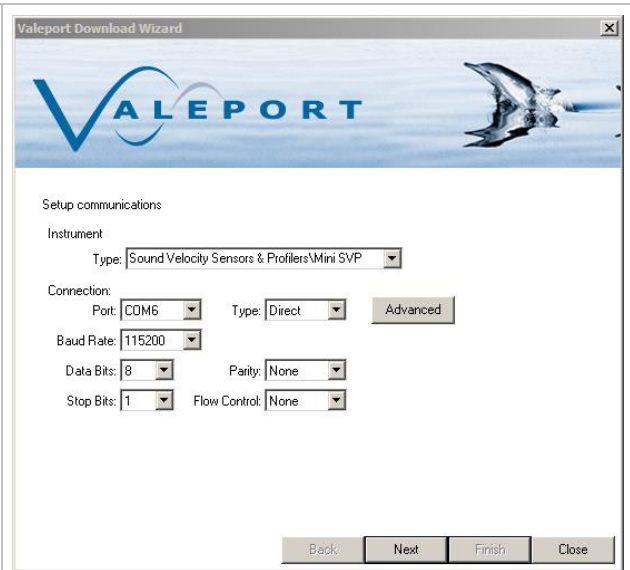 Valeport Download Wizard
VALEPORT
Setup communications
Instrument
Type: Sound Velocity Sensors & Profilers\Mini SVP
Connection:
Port: COM6 Type: Direct Advanced
Baud Rate: 115200
Data Bits: 8 Parity: None
Stop Bits: 1 Flow Control: None
Back Next Finish Close